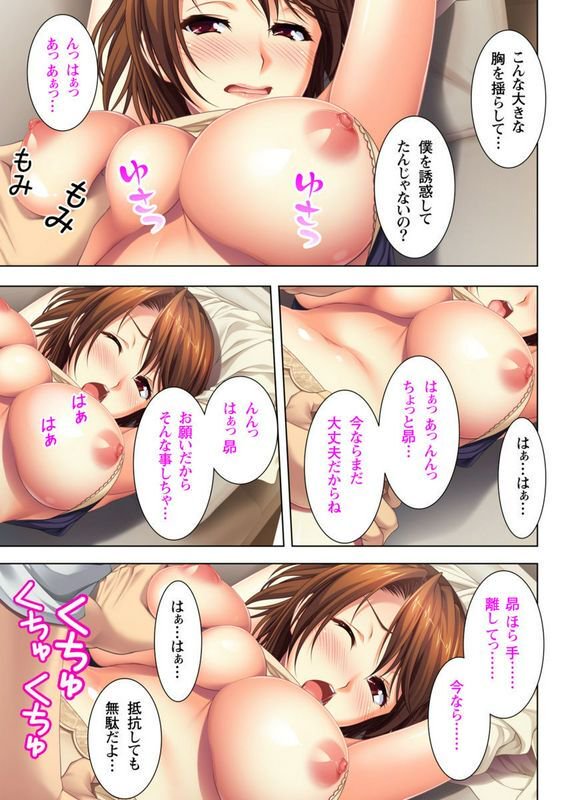 こんな大きな
胸を揺らして…
僕を誘惑して
たんじゃないの？
んっ はぁっ
あっ あぁっ…
ゆさっ
ゆさっ
もみ
もみ
はぁ…はぁ…
はぁっ あっ んんっ
ちょっと昴…
今ならまだ
大丈夫だからね
んんっ
はぁっ 昴
お願いだから
そんな事しちゃ…
はぁ
はぁ
昴 ほら 手……
離してっ……
今なら……
はぁ…はぁ…
抵抗しても
無駄だよ…
くちゅ
くちゅ くちゅ